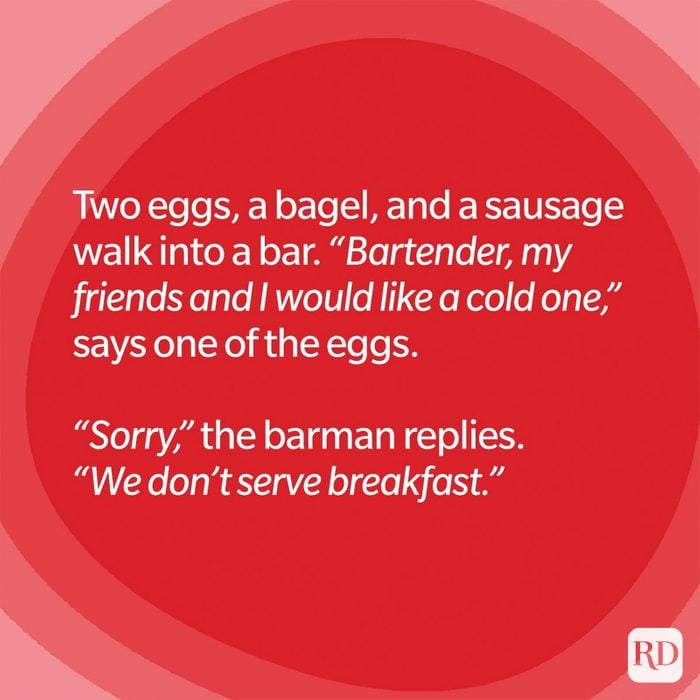 Two eggs, a bagel, and a sausage
walk into a bar. “Bartender, my
friends and I would like a cold one,”
says one of the eggs.
“Sorry,” the barman replies.
“We don’t serve breakfast.”
RD